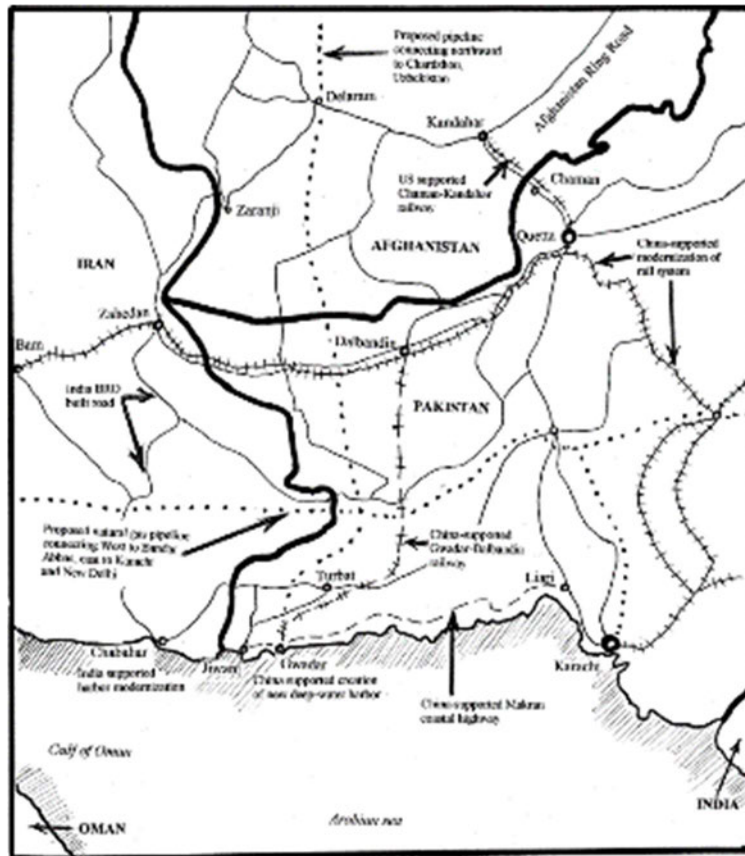 Proposed pipeline
connecting northward
to Chardzhou,
Uzbekistan
Afghanistan Ring Road
Delaram
Kandahar
US supported
Chaman-Kandahar
railway
Chaman
Zaranj
Quetta
AFGHANISTAN
China-supported
modernization of
rail system
IRAN
Zahedan
Dalbandin
Bam
India BRO
built road
PAKISTAN
Proposed natural gas pipeline
connecting West to Bandar
Abbas, east to Karachi
and New Delhi
China-supported
Gwadar-Dalbandin
railway
Turbat
Chabahar
Jiwani
Gwadar
Karachi
India supported
harbor modernization
China supported creation
of new deep-water harbor
China-supported Makran
coastal highway
Gulf of Oman
INDIA
OMAN
Arabian sea